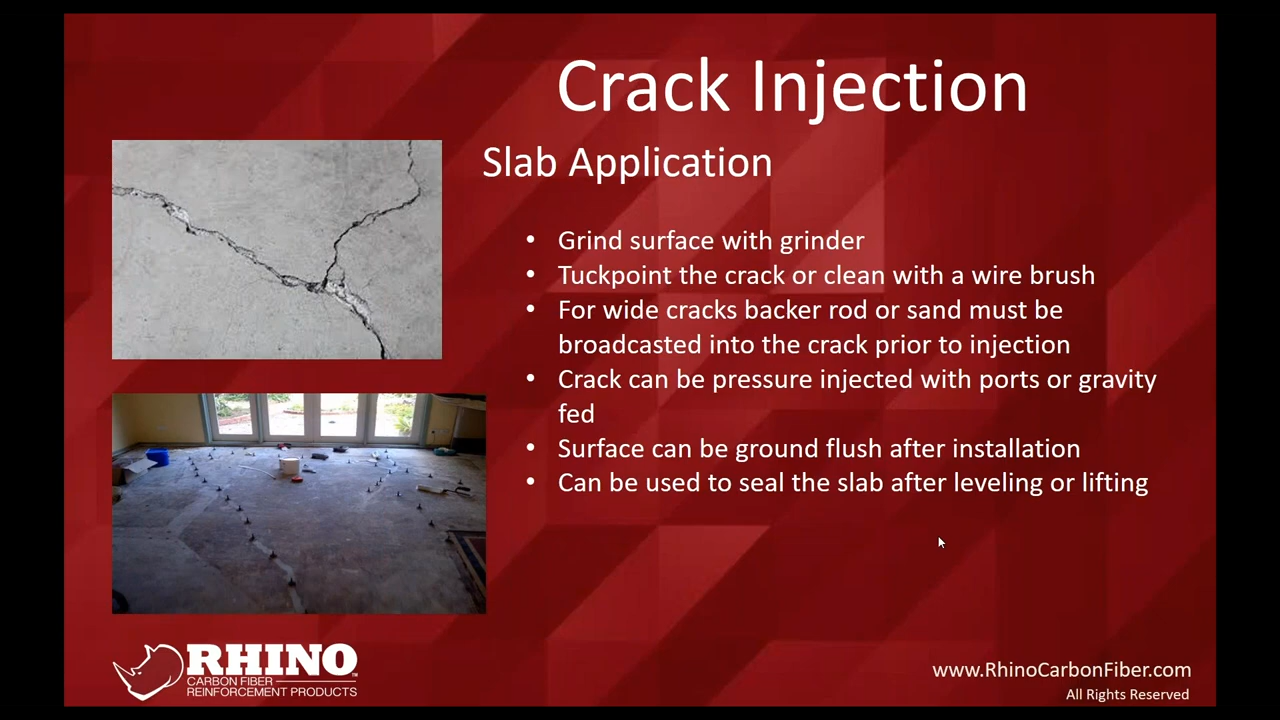 Crack Injection
Slab Application
• Grind surface with grinder
• Tuckpoint the crack or clean with a wire brush
• For wide cracks backer rod or sand must be
broadcasted into the crack prior to injection
• Crack can be pressure injected with ports or gravity
fed
• Surface can be ground flush after installation
• Can be used to seal the slab after leveling or lifting
RHINO™
CARBON FIBER
REINFORCEMENT PRODUCTS
www.RhinoCarbonFiber.com
All Rights Reserved